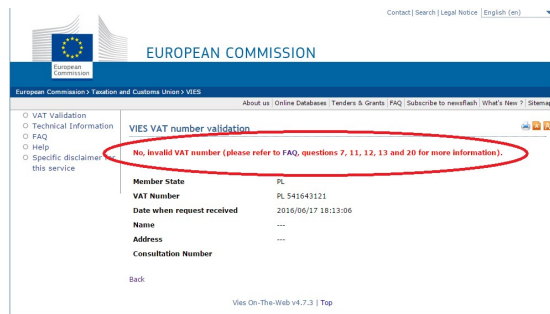 Contact | Search | Legal Notice English (en)
EUROPEAN COMMISSION
European
Commission
European Commission > Taxation and Customs Union > VIES
About us Online Databases Tenders & Grants FAQ Subscribe to newsflash What's New ? Sitemap
VAT Validation
Technical Information
FAQ
Help
Specific disclaimer for
this service
VIES VAT number validation
No, invalid VAT number (please refer to FAQ, questions 7, 11, 12, 13 and 20 for more information).
Member State PL
VAT Number PL 541643121
Date when request received 2016/06/17 18:13:06
Name ---
Address ---
Consultation Number
Back
Vies On-The-Web v4.7.3 | Top